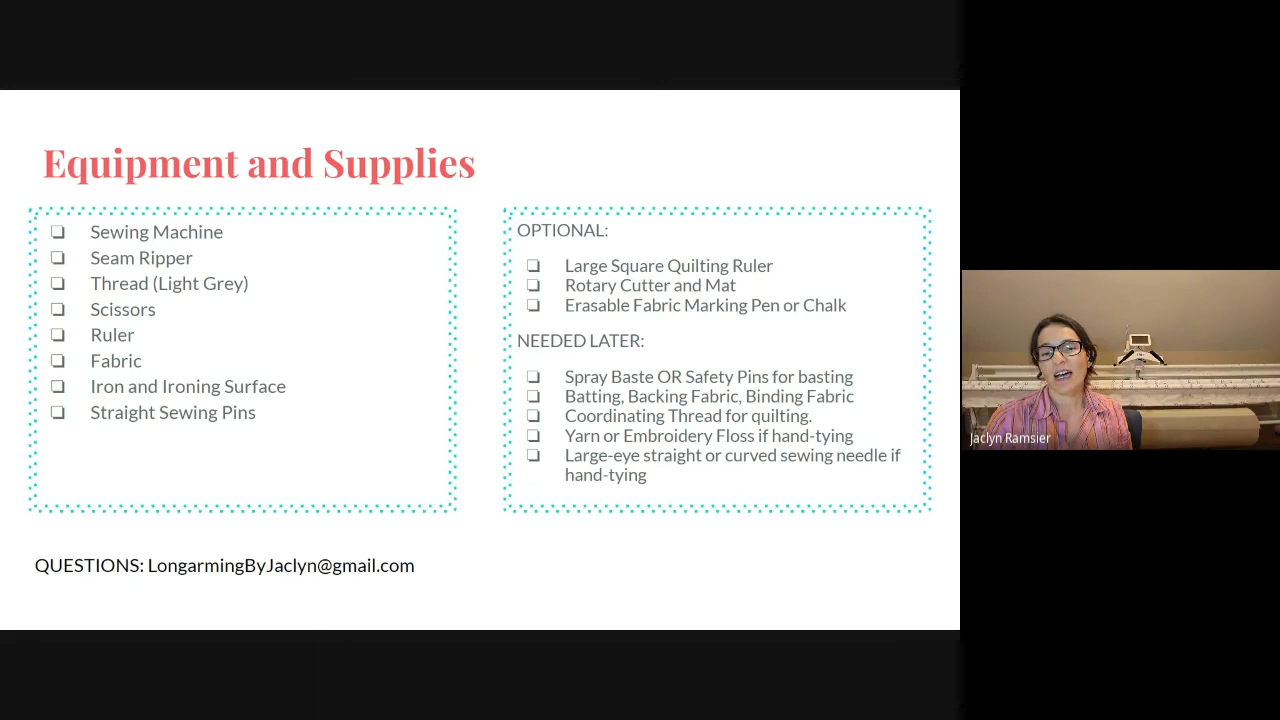 Equipment and Supplies
Sewing Machine
Seam Ripper
Thread (Light Grey)
Scissors
Ruler
Fabric
Iron and Ironing Surface
Straight Sewing Pins
OPTIONAL:
Large Square Quilting Ruler
Rotary Cutter and Mat
Erasable Fabric Marking Pen or Chalk
NEEDED LATER:
Spray Baste OR Safety Pins for basting
Batting, Backing Fabric, Binding Fabric
Coordinating Thread for quilting.
Yarn or Embroidery Floss if hand-tying
Large-eye straight or curved sewing needle if
hand-tying
QUESTIONS: LongarmingByJaclyn@gmail.com
Jaclyn Ramsier